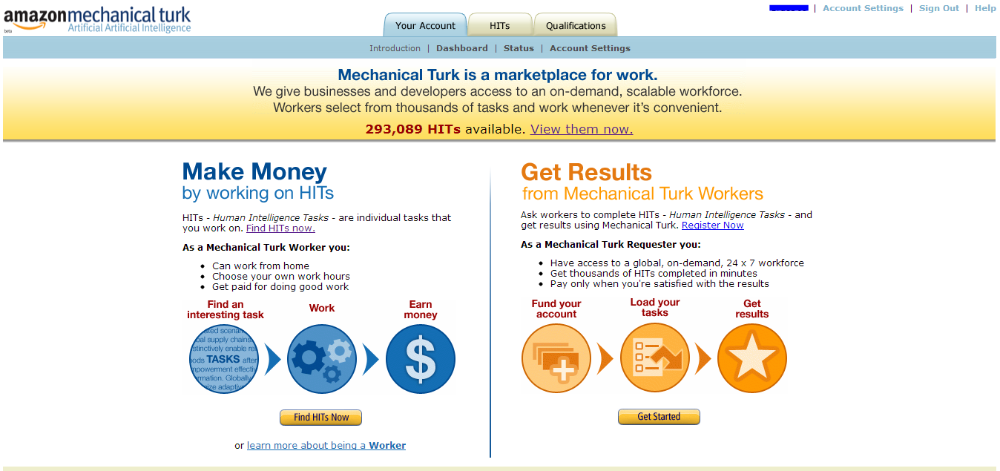 amazonmechanical turk
beta
Artificial Artificial Intelligence
Your Account
HITs
Qualifications
| Account Settings | Sign Out | Help
Introduction | Dashboard | Status | Account Settings
Mechanical Turk is a marketplace for work.
We give businesses and developers access to an on-demand, scalable workforce.
Workers select from thousands of tasks and work whenever it's convenient.
293,089 HITs available. View them now.
Make Money
by working on HITs
HITs - Human Intelligence Tasks - are individual tasks that
you work on. Find HITs now.
As a Mechanical Turk Worker you:
• Can work from home
• Choose your own work hours
• Get paid for doing good work
Find an
interesting task
Work
Earn
money
ted scenar
bal supply chains
stinctively enable re
ods TASKS after
mpowerment effectiv
rmation. Globally
ize adaptiv
$
Find HITs Now
or learn more about being a Worker
Get Results
from Mechanical Turk Workers
Ask workers to complete HITs - Human Intelligence Tasks - and
get results using Mechanical Turk. Register Now
As a Mechanical Turk Requester you:
• Have access to a global, on-demand, 24 x 7 workforce
• Get thousands of HITs completed in minutes
• Pay only when you're satisfied with the results
Fund your
account
Load your
tasks
Get
results
Get Started